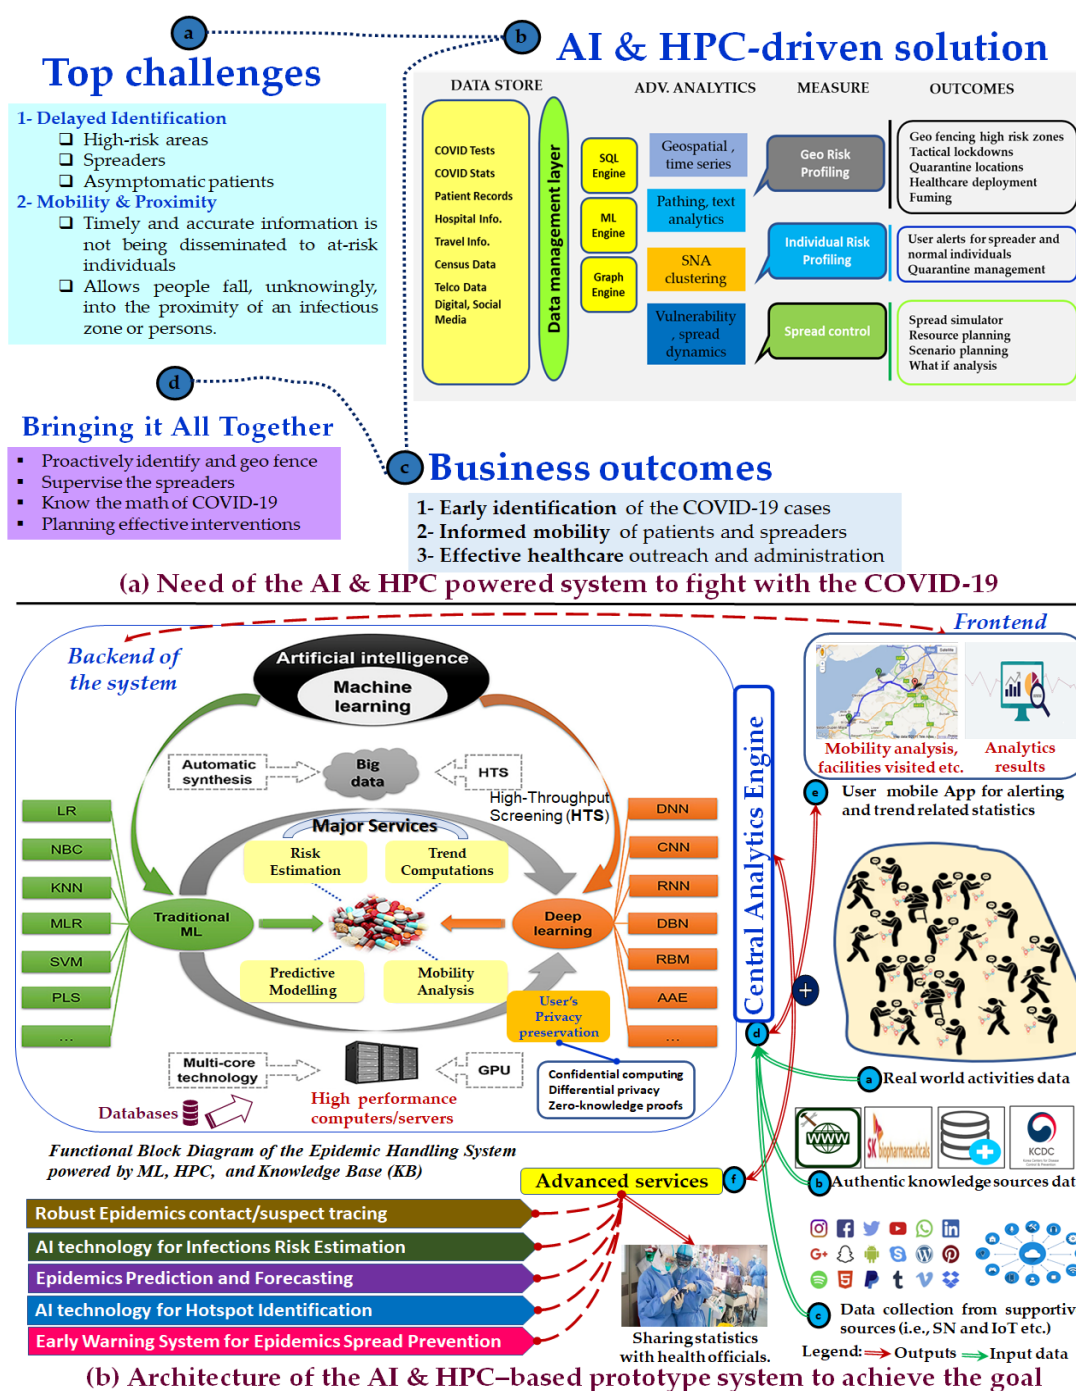 a
b
Top challenges
1- Delayed Identification
High-risk areas
Spreaders
Asymptomatic patients
2- Mobility & Proximity
Timely and accurate information is
not being disseminated to at-risk
individuals
Allows people fall, unknowingly,
into the proximity of an infectious
zone or persons.
AI & HPC-driven solution
DATA STORE
ADV. ANALYTICS
MEASURE
OUTCOMES
COVID Tests
COVID Stats
Patient Records
Hospital Info.
Travel Info.
Census Data
Telco Data
Digital, Social
Media
Data management layer
SQL
Engine
ML
Engine
Graph
Engine
Geospatial ,
time series
Pathing, text
analytics
SNA
clustering
Vulnerability
, spread
dynamics
Geo Risk
Profiling
Individual Risk
Profiling
Spread control
Geo fencing high risk zones
Tactical lockdowns
Quarantine locations
Healthcare deployment
Fuming
User alerts for spreader and
normal individuals
Quarantine management
Spread simulator
Resource planning
Scenario planning
What if analysis
d
Bringing it All Together
Proactively identify and geo fence
Supervise the spreaders
Know the math of COVID-19
Planning effective interventions
c
Business outcomes
1- Early identification of the COVID-19 cases
2- Informed mobility of patients and spreaders
3- Effective healthcare outreach and administration
(a) Need of the AI & HPC powered system to fight with the COVID-19
Backend of
the system
Artificial intelligence
Machine
learning
Automatic
synthesis
Big
data
HTS
High-Throughput
Screening (HTS)
LR
NBC
KNN
MLR
SVM
PLS
...
Major Services
Risk
Estimation
Trend
Computations
Traditional
ML
Deep
learning
Predictive
Modelling
Mobility
Analysis
User's
Privacy
preservation
DNN
CNN
RNN
DBN
RBM
AAE
...
Multi-core
technology
GPU
Confidential computing
Differential privacy
Zero-knowledge proofs
Databases
High performance
computers/servers
Functional Block Diagram of the Epidemic Handling System
powered by ML, HPC, and Knowledge Base (KB)
Central Analytics Engine
Frontend
Mobility analysis,
facilities visited etc.
Analytics
results
e
User mobile App for alerting
and trend related statistics
+
d
a
Real world activities data
WWW
SK
biopharmaceuticals
KCDC
b
Authentic knowledge sources dat
c
Data collection from supportiv
sources (i.e., SN and IoT etc.)
Legend: Outputs Input data
Advanced services
f
Robust Epidemics contact/suspect tracing
AI technology for Infections Risk Estimation
Epidemics Prediction and Forecasting
AI technology for Hotspot Identification
Early Warning System for Epidemics Spread Prevention
Sharing statistics
with health officials.
(b) Architecture of the AI & HPC–based prototype system to achieve the goal